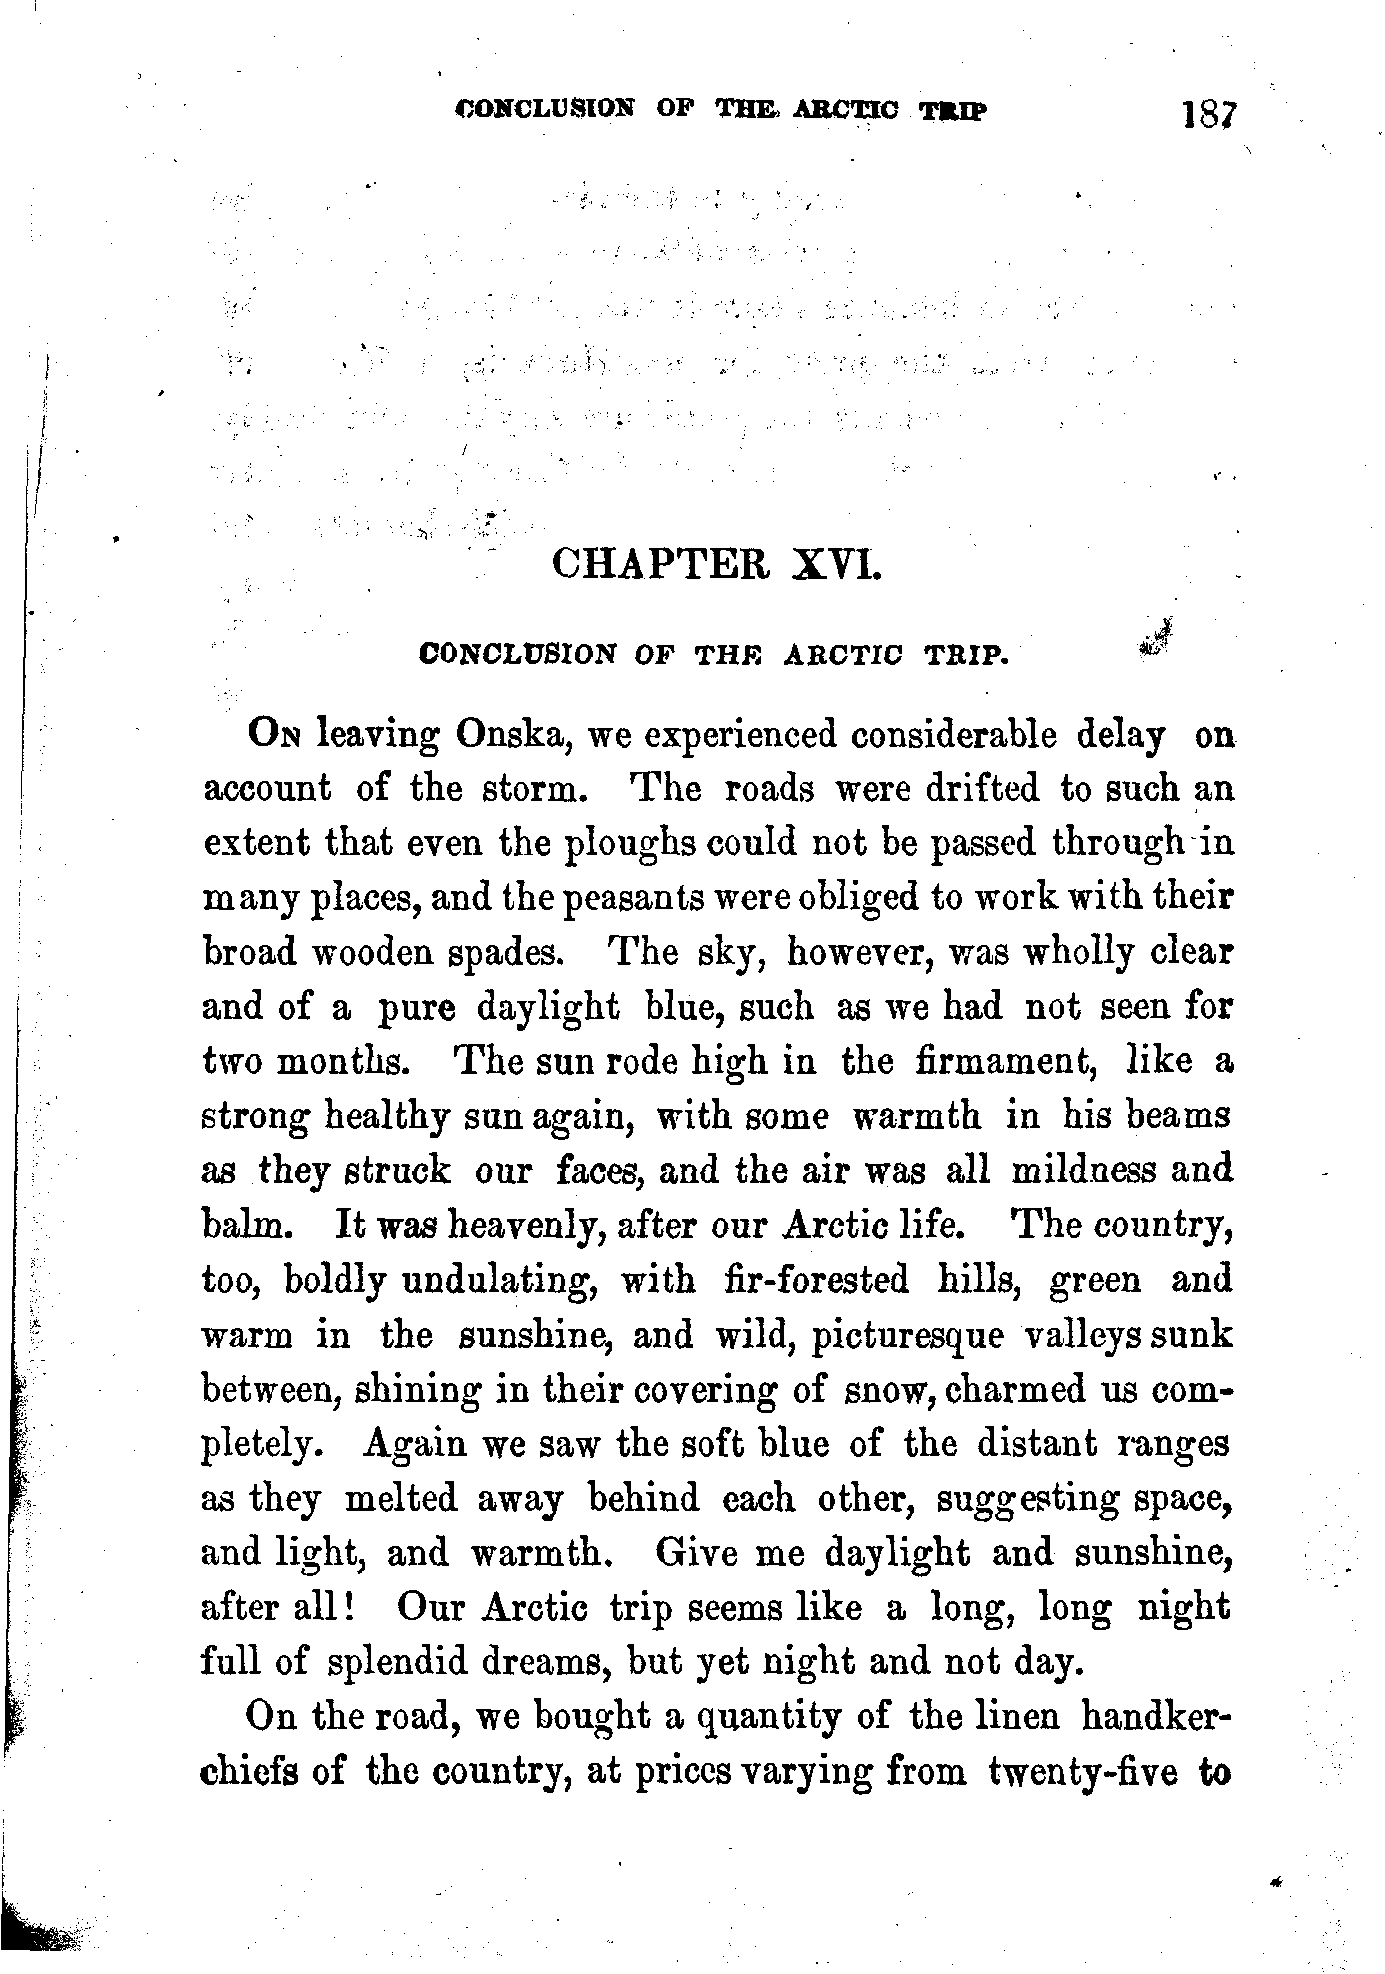 CONCLUSION OF THE ARCTIC TRIP 187
CHAPTER XVI.
CONCLUSION OF THE ARCTIC TRIP.
ON leaving Onska, we experienced considerable delay on
account of the storm. The roads were drifted to such an
extent that even the ploughs could not be passed through in
many places, and the peasants were obliged to work with their
broad wooden spades. The sky, however, was wholly clear
and of a pure daylight blue, such as we had not seen for
two months. The sun rode high in the firmament, like a
strong healthy sun again, with some warmth in his beams
as they struck our faces, and the air was all mildness and
balm. It was heavenly, after our Arctic life. The country,
too, boldly undulating, with fir-forested hills, green and
warm in the sunshine, and wild, picturesque valleys sunk
between, shining in their covering of snow, charmed us com-
pletely. Again we saw the soft blue of the distant ranges
as they melted away behind each other, suggesting space,
and light, and warmth. Give me daylight and sunshine,
after all! Our Arctic trip seems like a long, long night
full of splendid dreams, but yet night and not day.
On the road, we bought a quantity of the linen handker-
chiefs of the country, at prices varying from twenty-five to